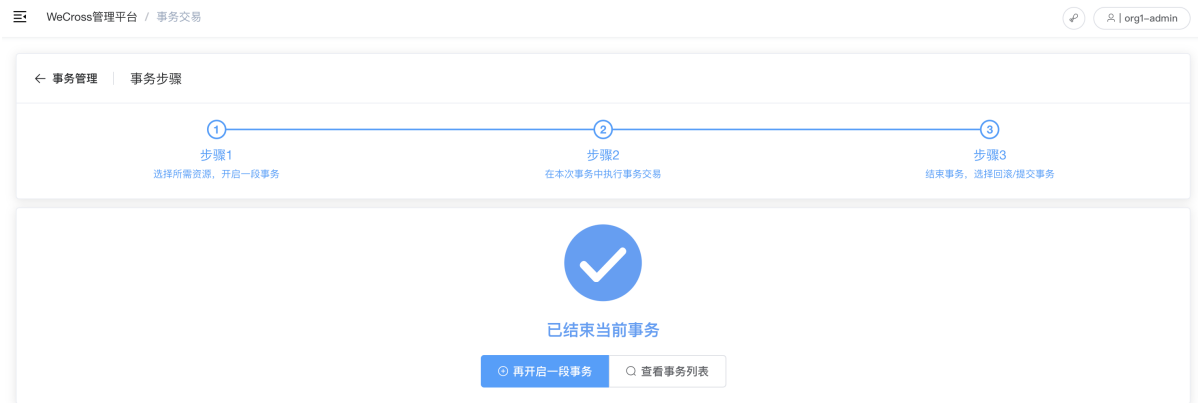 WeCross管理平台 / 事务交易
org1-admin
← 事务管理 事务步骤
1 2 3
步骤1 步骤2 步骤3
选择所需资源，开启一段事务 在本次事务中执行事务交易 结束事务，选择回滚/提交事务
已结束当前事务
再开启一段事务 查看事务列表